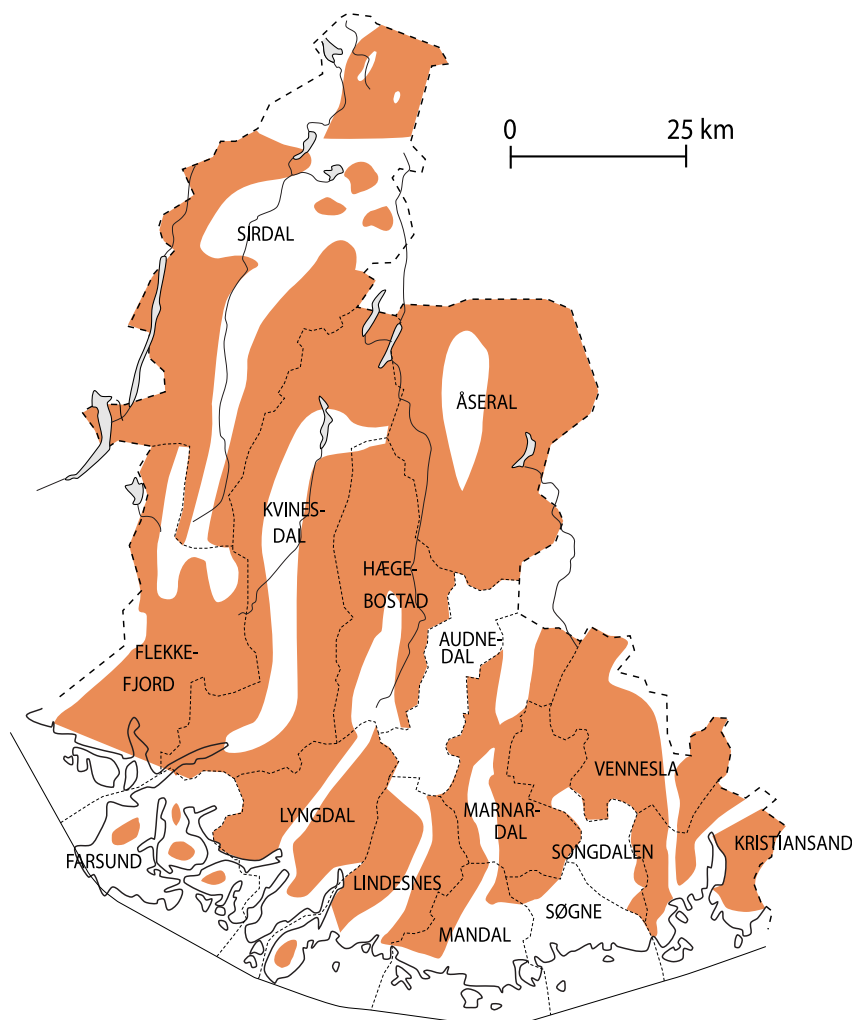 0 25 km
SIRDAL
ÅSERAL
KVINES-
DAL
HÆGE-
BOSTAD
AUDNE-
DAL
FLEKKE-
FJORD
VENNESLA
LYNGDAL
MARNAR-
DAL
KRISTIANSAND
SONGDALEN
FARSUND
LINDESNES
SØGNE
MANDAL